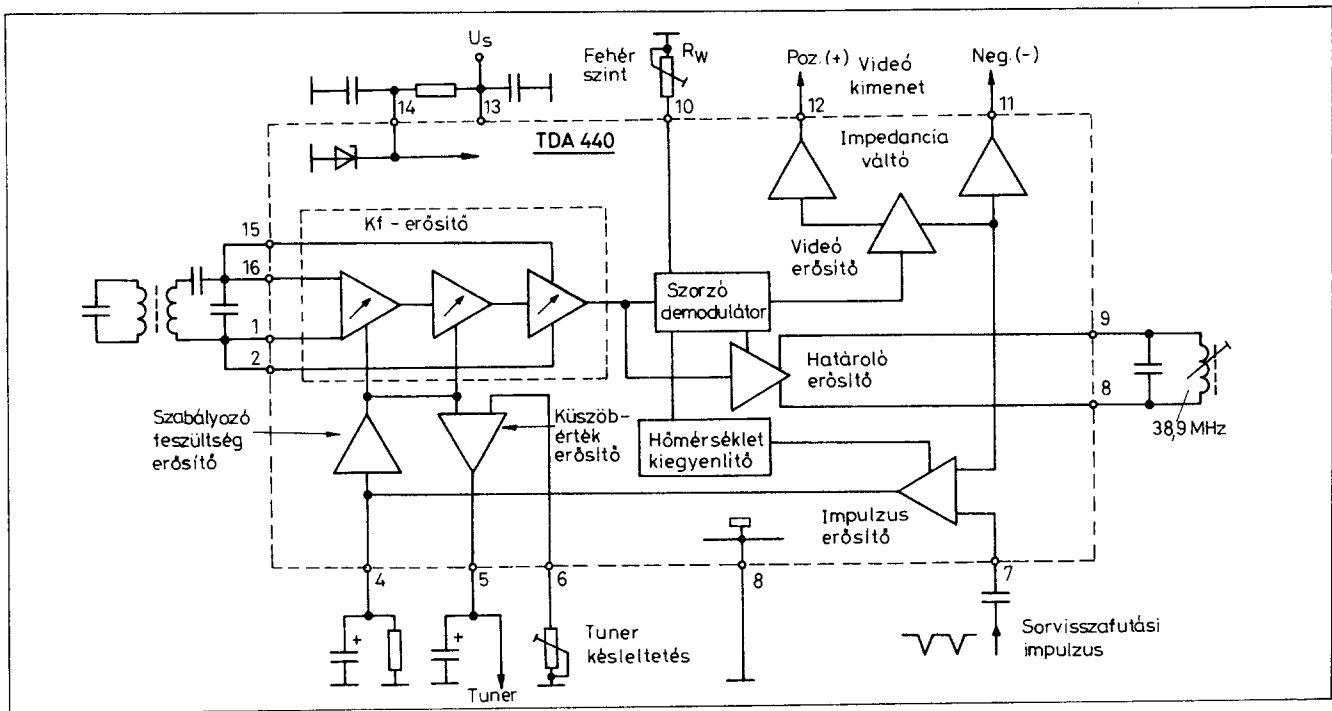 Us
Fehér
szint
Rw
Poz.(+)
Videó
kimenet
Neg.(-)
14
13
10
12
11
TDA 440
Impedancia
váltó
Kf - erősítő
15
16
1
2
Videó
erősítő
Szorzó
demodulátor
9
Határoló
erősítő
8
38,9 MHz
Szabályozó
feszültség
erősítő
Küszöb-
érték
erősítő
Hőmérséklet
kiegyenlítő
Impulzus
erősítő
4
5
6
8
7
+
+
Tuner
késleltetés
Tuner
Sorvisszafutási
impulzus